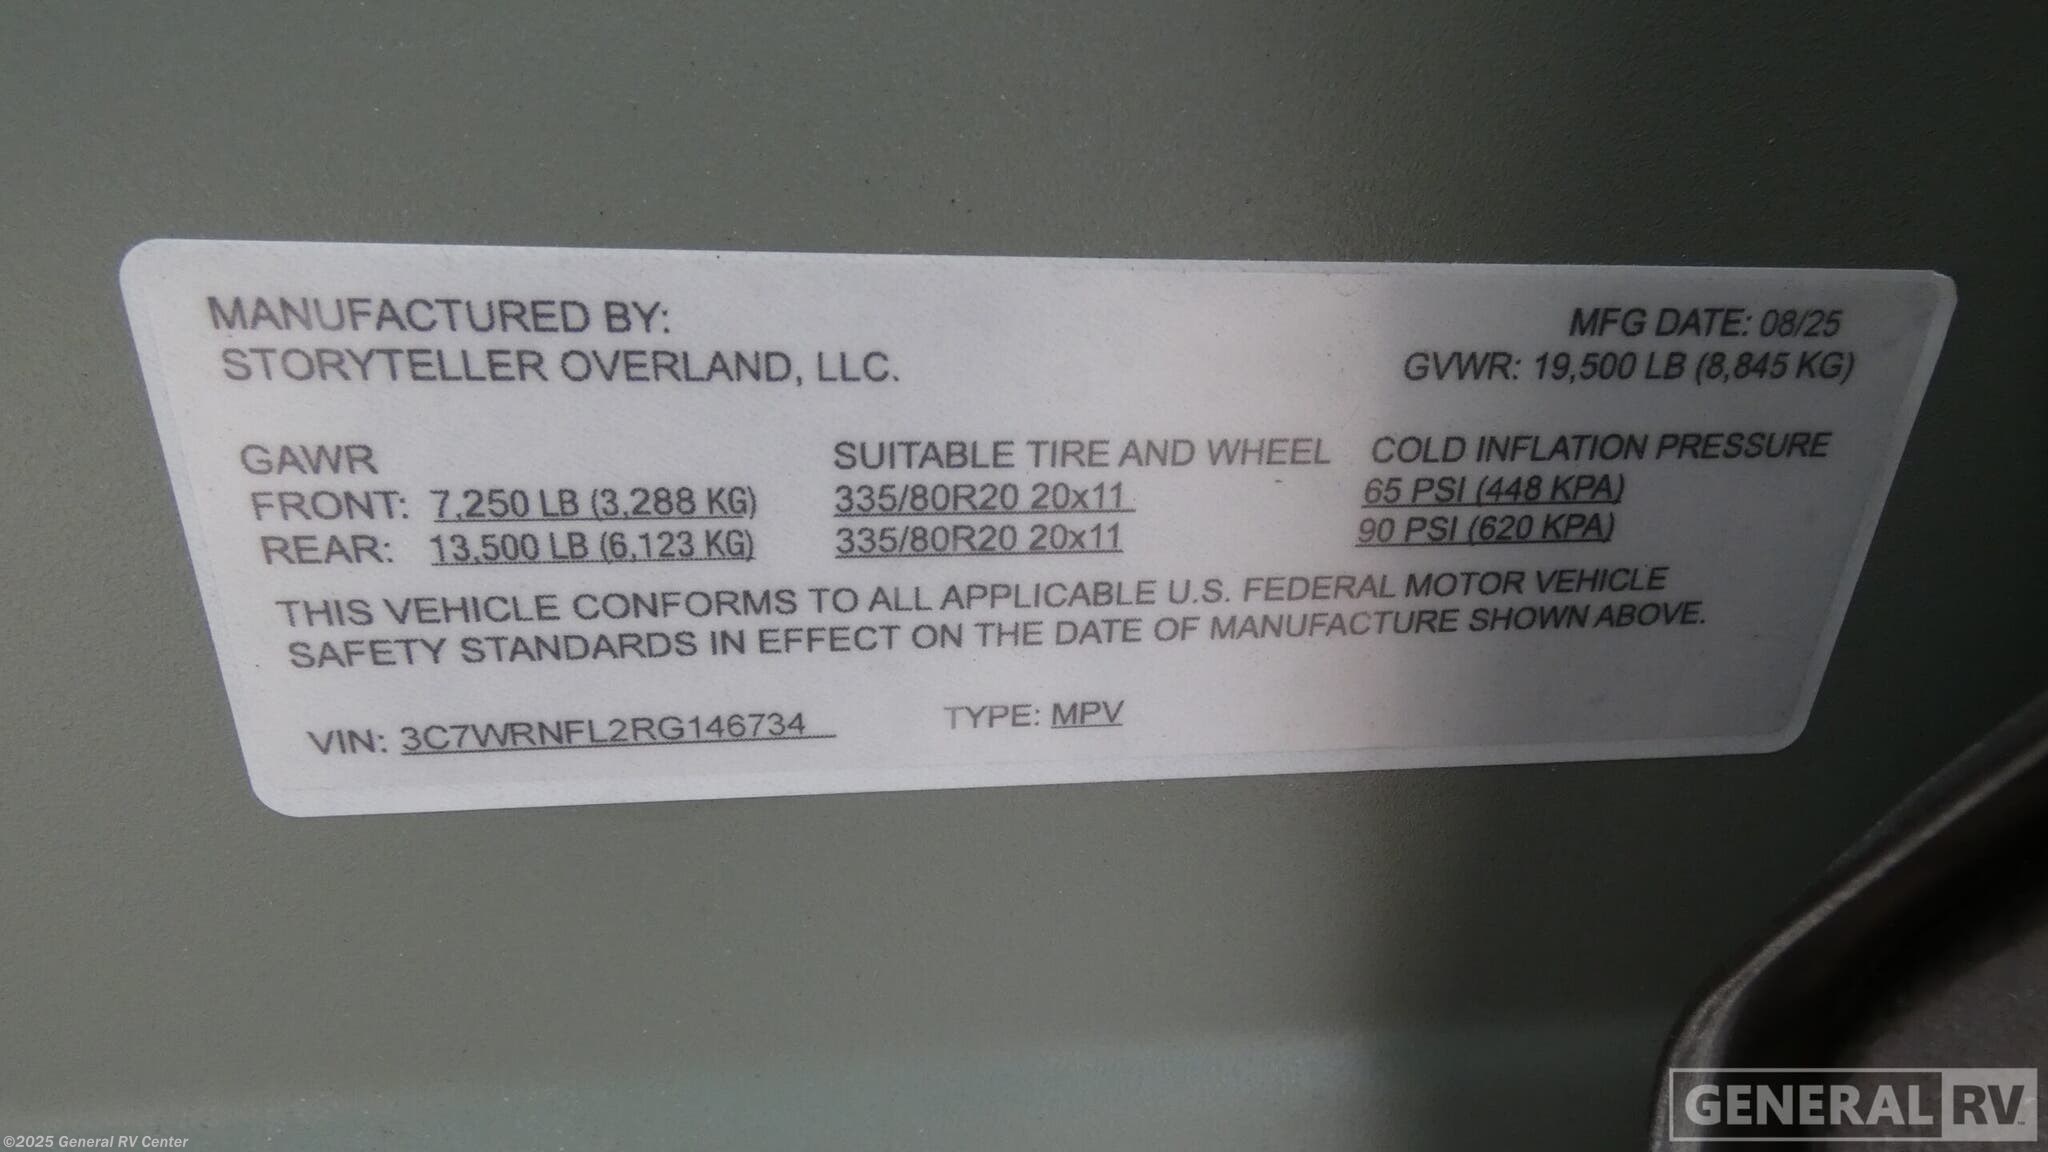 MANUFACTURED BY:
STORYTELLER OVERLAND, LLC.
MFG DATE: 08/25
GVWR: 19,500 LB (8,845 KG)
GAWR SUITABLE TIRE AND WHEEL COLD INFLATION PRESSURE
FRONT: 7,250 LB (3,288 KG) 335/80R20 20x11 65 PSI (448 KPA)
REAR: 13,500 LB (6,123 KG) 335/80R20 20x11 90 PSI (620 KPA)
THIS VEHICLE CONFORMS TO ALL APPLICABLE U.S. FEDERAL MOTOR VEHICLE
SAFETY STANDARDS IN EFFECT ON THE DATE OF MANUFACTURE SHOWN ABOVE.
VIN: 3C7WRNFL2RG146734 TYPE: MPV
GENERAL RV
©2025 General RV Center